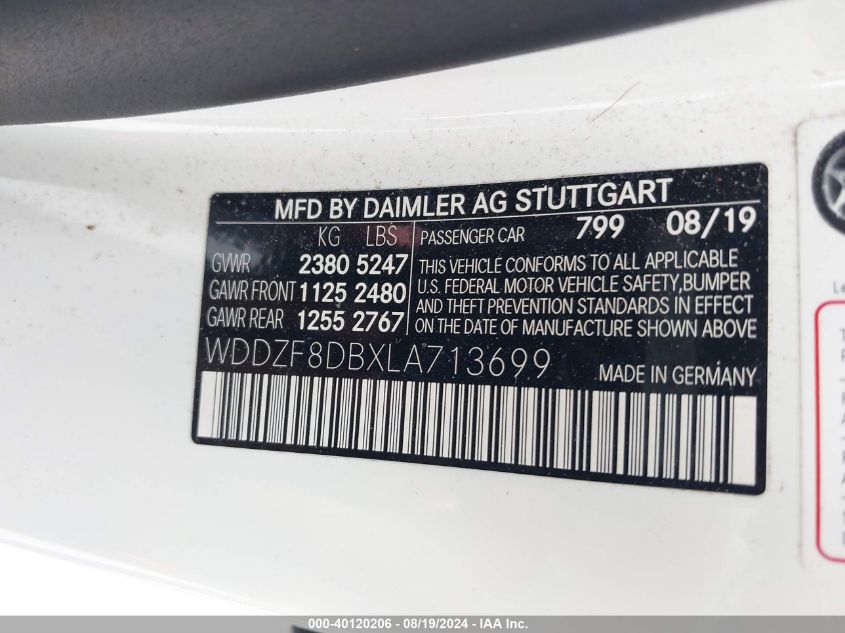 MFD BY DAIMLER AG STUTTGART
KG LBS
GVWR 2380 5247
GAWR FRONT 1125 2480
GAWR REAR 1255 2767
PASSENGER CAR 799 08/19
THIS VEHICLE CONFORMS TO ALL APPLICABLE
U.S. FEDERAL MOTOR VEHICLE SAFETY,BUMPER
AND THEFT PREVENTION STANDARDS IN EFFECT
ON THE DATE OF MANUFACTURE SHOWN ABOVE
WDDZF8DBXLA713699
MADE IN GERMANY
000-40120206 - 08/19/2024 - IAA Inc.